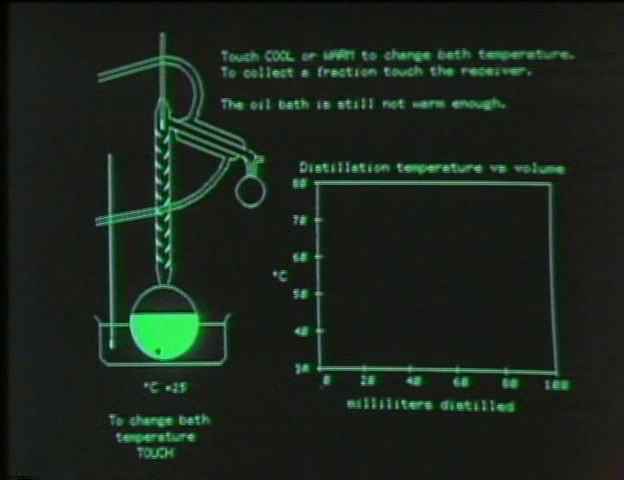 Touch COOL or WARM to change bath temperature.
To collect a fraction touch the receiver.
The oil bath is still not warm enough.
Distillation temperature vs volume
80
70
60
°C
50
40
30
0 20 40 60 80 100
milliliters distilled
°C =25
To change bath
temperature
TOUCH